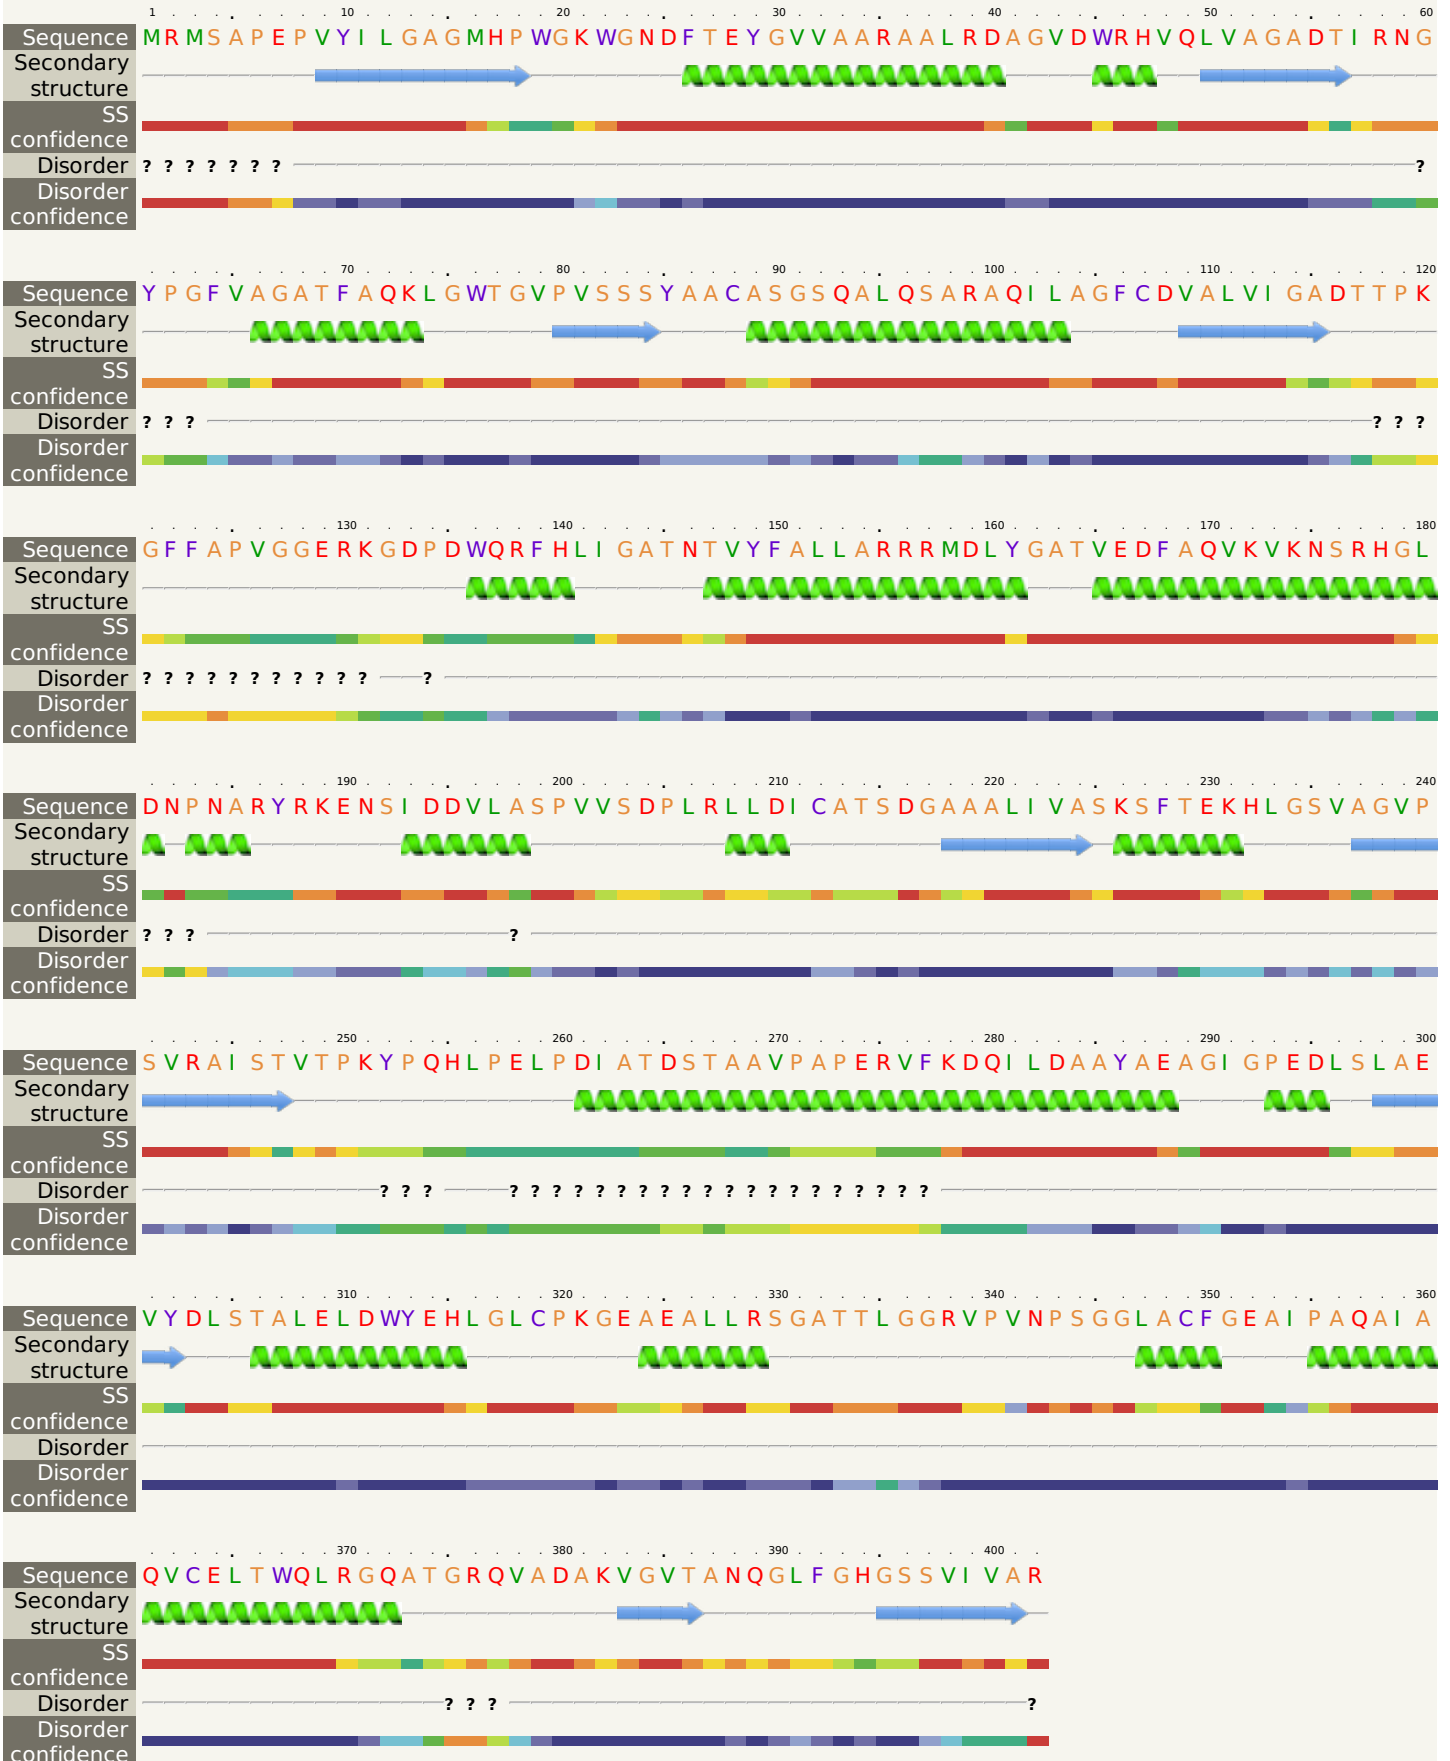 1 10 20 30 40 50 60
Sequence MRMSAPEPVYILGAGMHPWGKWGNDFTEYGVVAARAALRDAGVDWRHVQLVAGADTIRNG
Secondary
structure
SS
confidence
Disorder ? ? ? ? ? ? ? ?
Disorder
confidence
70 80 90 100 110 120
Sequence YPGFVAGATFAQKLGWTGVPVSSSYAACASGSQALQSARAQILAGFCDVALVIGADTTPK
Secondary
structure
SS
confidence
Disorder ? ? ? ? ? ?
Disorder
confidence
130 140 150 160 170 180
Sequence GFFAPVGGERKGDPDWQRFHLIGATNTVYFALLARRRMDLYGATVEDFAQVKVKNSRHGL
Secondary
structure
SS
confidence
Disorder ? ? ? ? ? ? ? ? ? ? ? ?
Disorder
confidence
190 200 210 220 230 240
Sequence DNPNARYRKENSIDDVLASPVVSDPLRLLDICATSDGAAALIVASKSFTEKHLGSVAGVP
Secondary
structure
SS
confidence
Disorder ? ? ? ?
Disorder
confidence
250 260 270 280 290 300
Sequence SVRAISTVTPKYPQHLPELPDIATDSTAAVPAPERVFKDQILDAAYAEAGIGPEDLSLAE
Secondary
structure
SS
confidence
Disorder ? ? ? ? ? ? ? ? ? ? ? ? ? ? ? ? ? ? ? ? ? ? ?
Disorder
confidence
310 320 330 340 350 360
Sequence VYDLSTALELDWYEHLGLCPKGEAEALLRSGATTLGGRVPVNPSGGLACFGEAIPAQAIA
Secondary
structure
SS
confidence
Disorder
Disorder
confidence
370 380 390 400
Sequence QVCELTWQLRGQATGRQVADAKVGVTANQGLFGHGSSVIVAR
Secondary
structure
SS
confidence
Disorder ? ? ? ?
Disorder
confidence